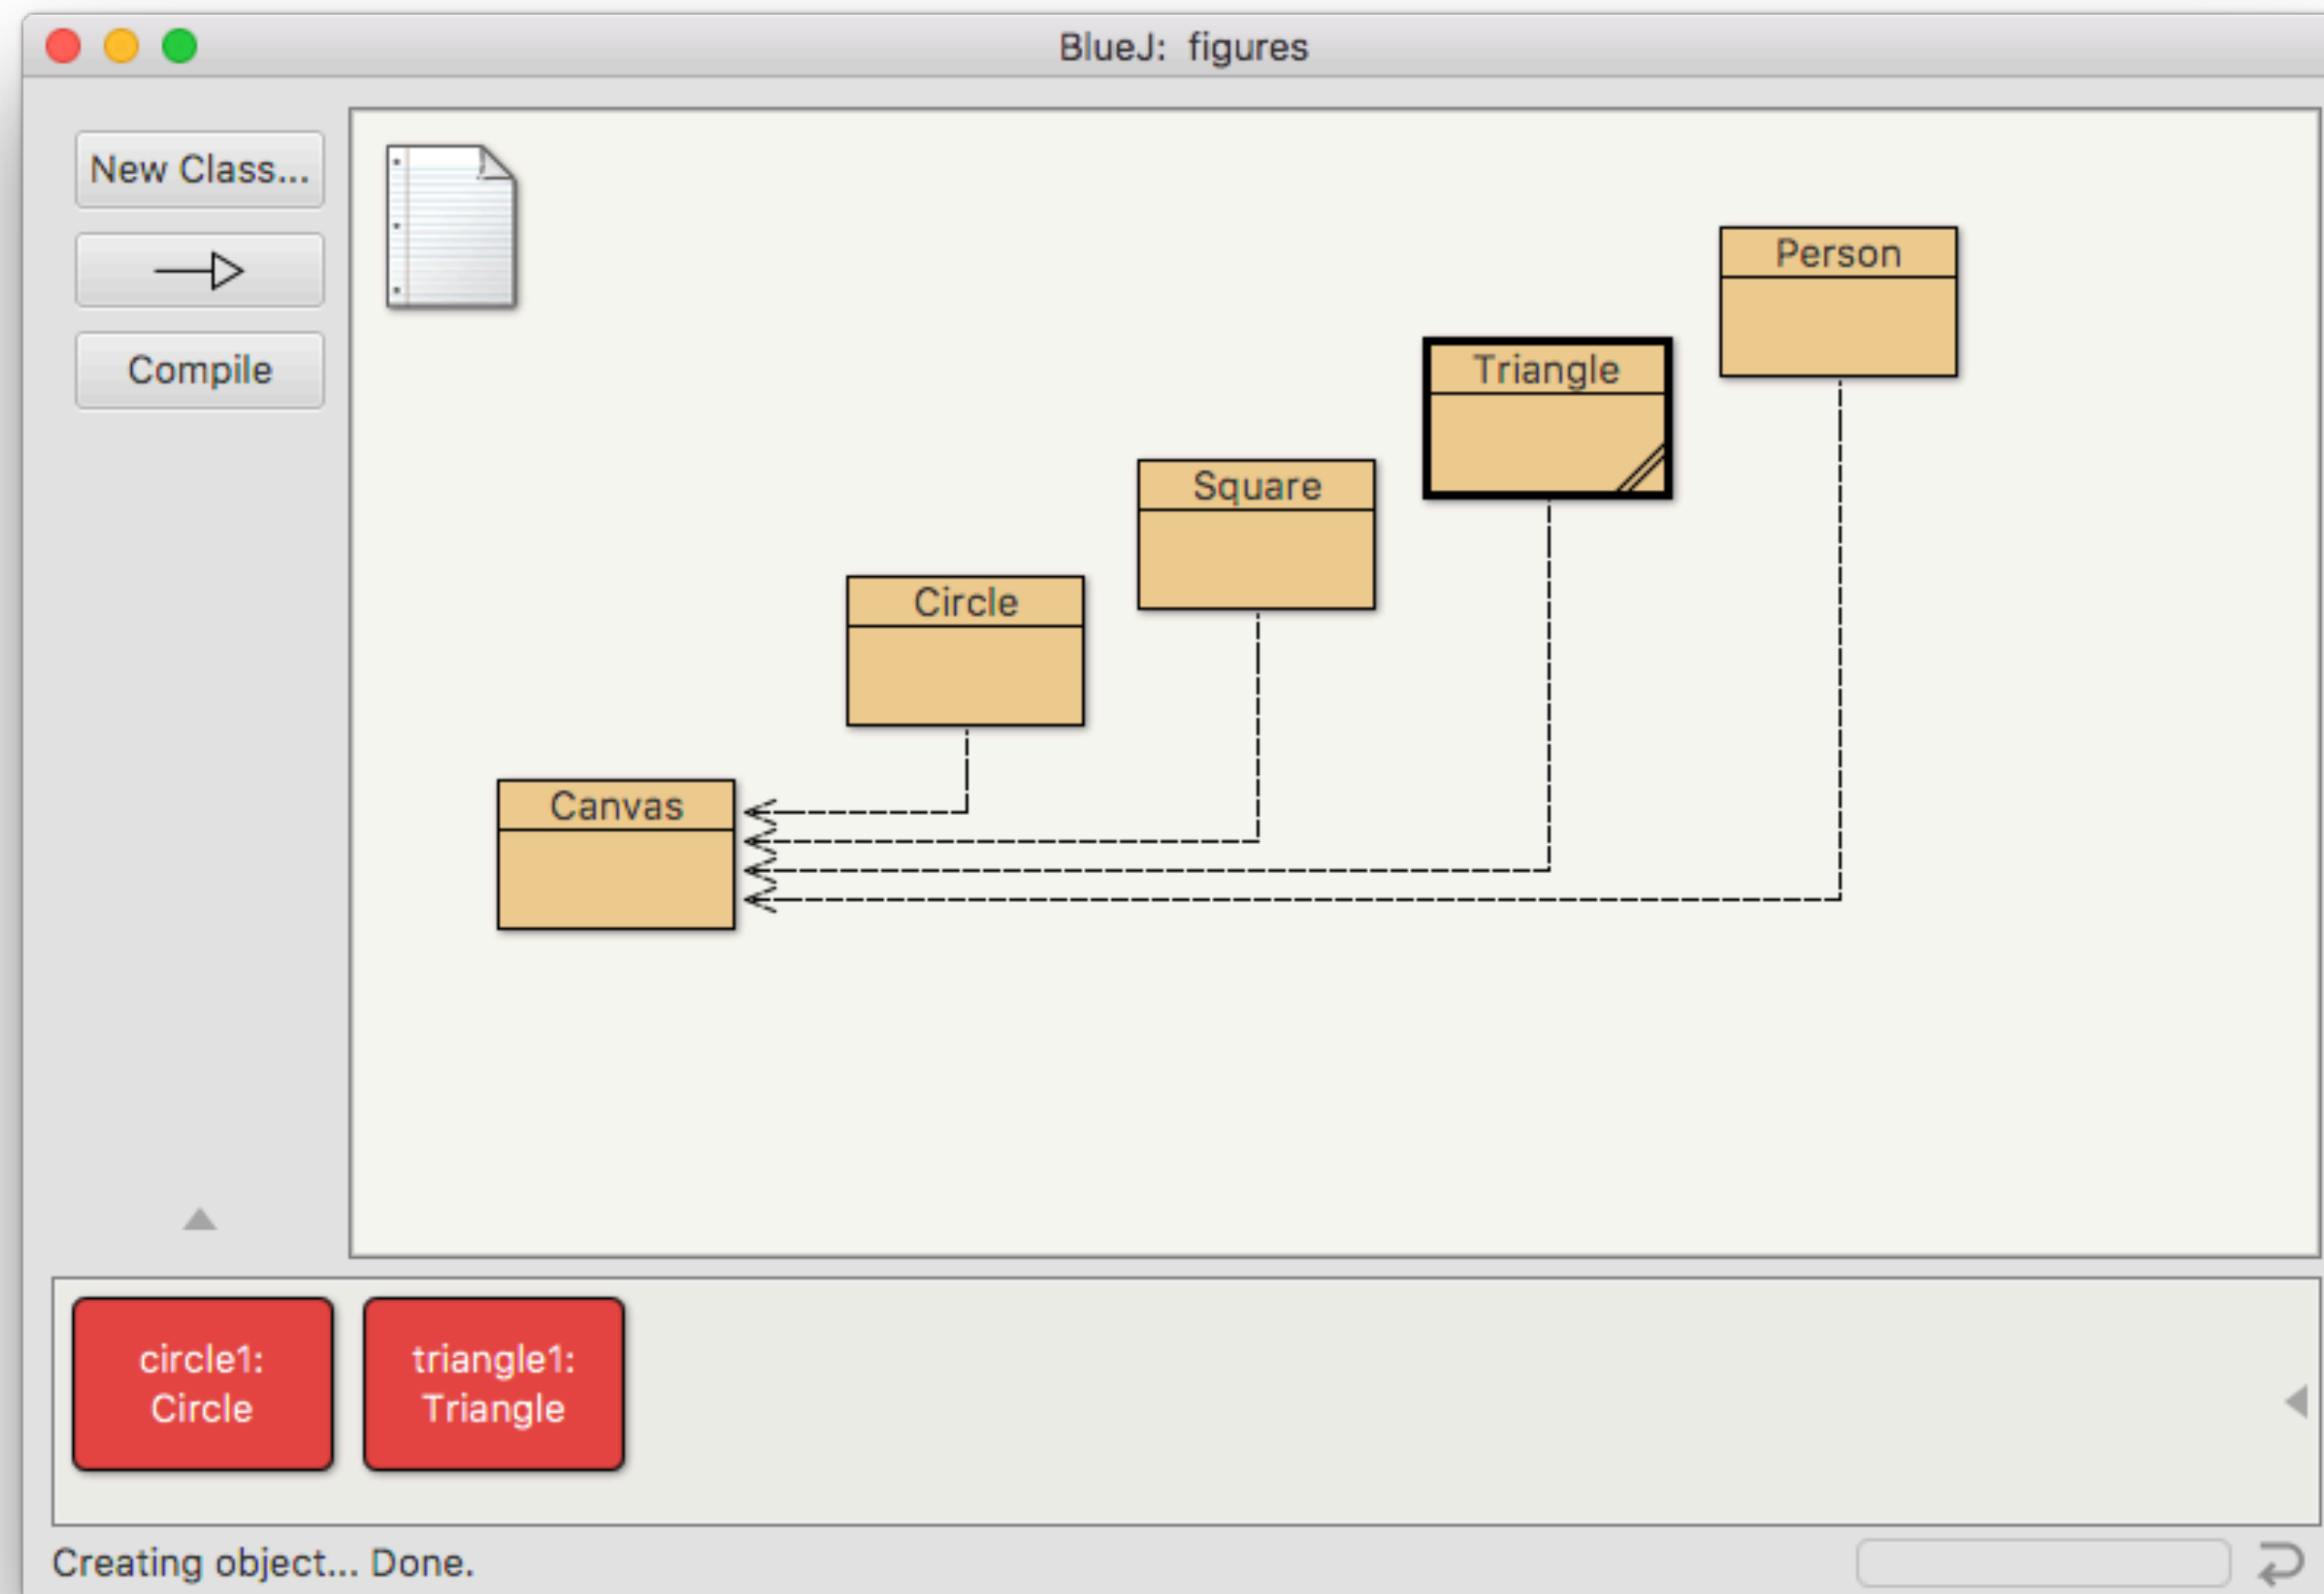 BlueJ: figures
New Class...
Compile
Person
Triangle
Square
Circle
Canvas
circle1:
Circle
triangle1:
Triangle
Creating object... Done.